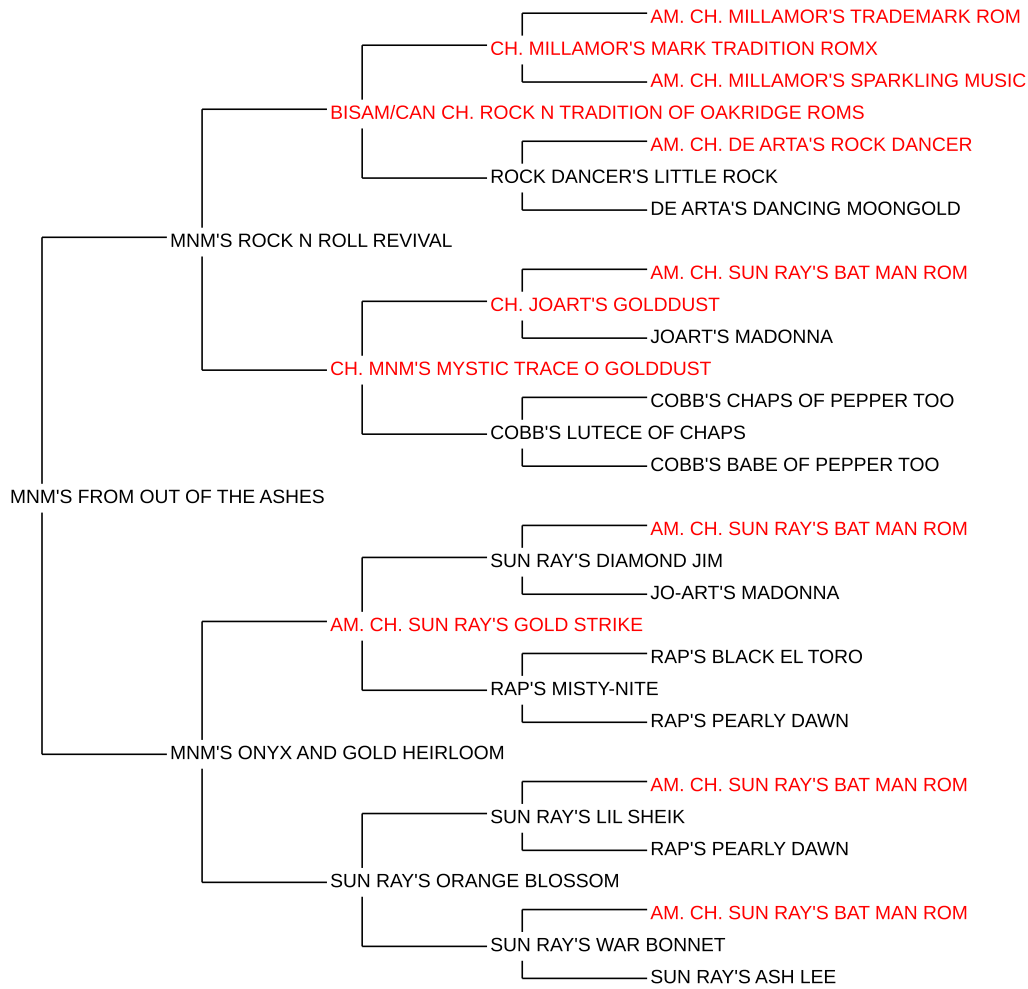 AM. CH. MILLAMOR'S TRADEMARK ROM
CH. MILLAMOR'S MARK TRADITION ROMX
AM. CH. MILLAMOR'S SPARKLING MUSIC
BISAM/CAN CH. ROCK N TRADITION OF OAKRIDGE ROMS
AM. CH. DE ARTA'S ROCK DANCER
ROCK DANCER'S LITTLE ROCK
DE ARTA'S DANCING MOONGOLD
MNM'S ROCK N ROLL REVIVAL
AM. CH. SUN RAY'S BAT MAN ROM
CH. JOART'S GOLDDUST
JOART'S MADONNA
CH. MNM'S MYSTIC TRACE O GOLDDUST
COBB'S CHAPS OF PEPPER TOO
COBB'S LUTECE OF CHAPS
COBB'S BABE OF PEPPER TOO
MNM'S FROM OUT OF THE ASHES
AM. CH. SUN RAY'S BAT MAN ROM
SUN RAY'S DIAMOND JIM
JO-ART'S MADONNA
AM. CH. SUN RAY'S GOLD STRIKE
RAP'S BLACK EL TORO
RAP'S MISTY-NITE
RAP'S PEARLY DAWN
MNM'S ONYX AND GOLD HEIRLOOM
AM. CH. SUN RAY'S BAT MAN ROM
SUN RAY'S LIL SHEIK
RAP'S PEARLY DAWN
SUN RAY'S ORANGE BLOSSOM
AM. CH. SUN RAY'S BAT MAN ROM
SUN RAY'S WAR BONNET
SUN RAY'S ASH LEE